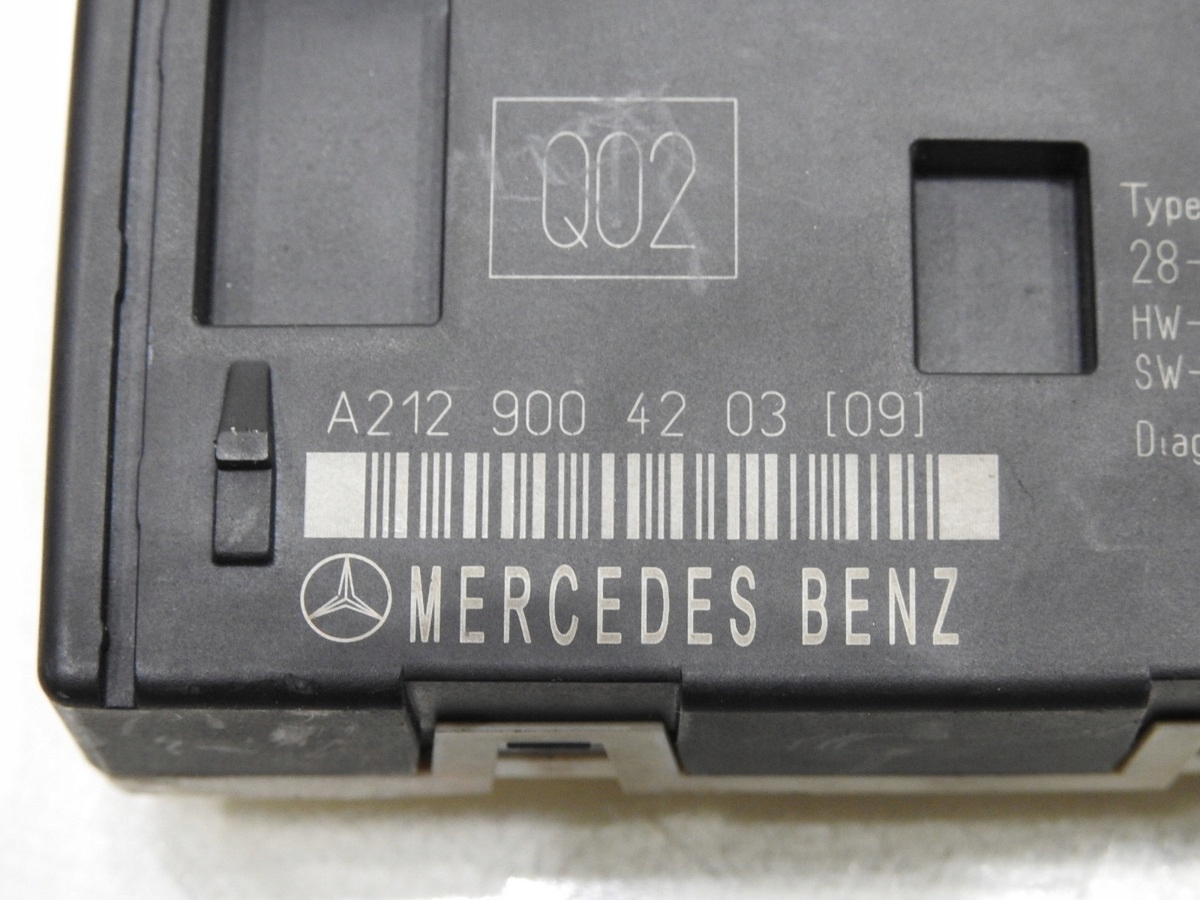 Q02
Type
28-
HW-
SW-
Diag
A212 900 42 03 [09]
MERCEDES BENZ